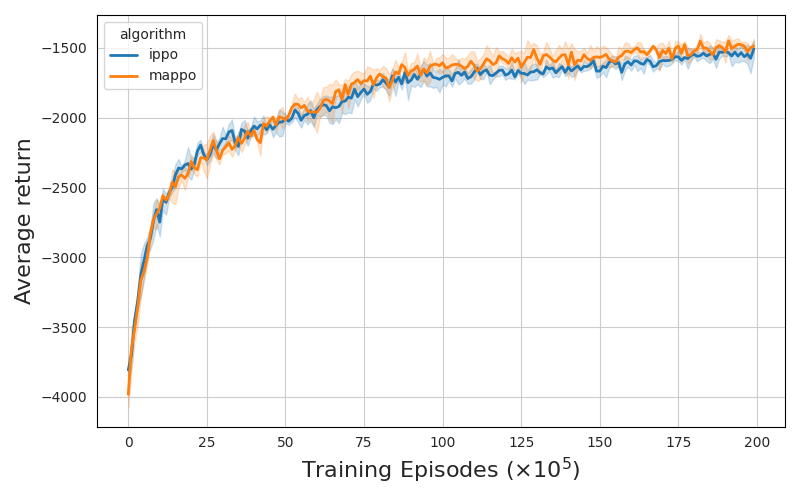 algorithm
ippo
mappo
−1500
−2000
−2500
−3000
−3500
−4000
Average return
0 25 50 75 100 125 150 175 200
Training Episodes (×10⁵)